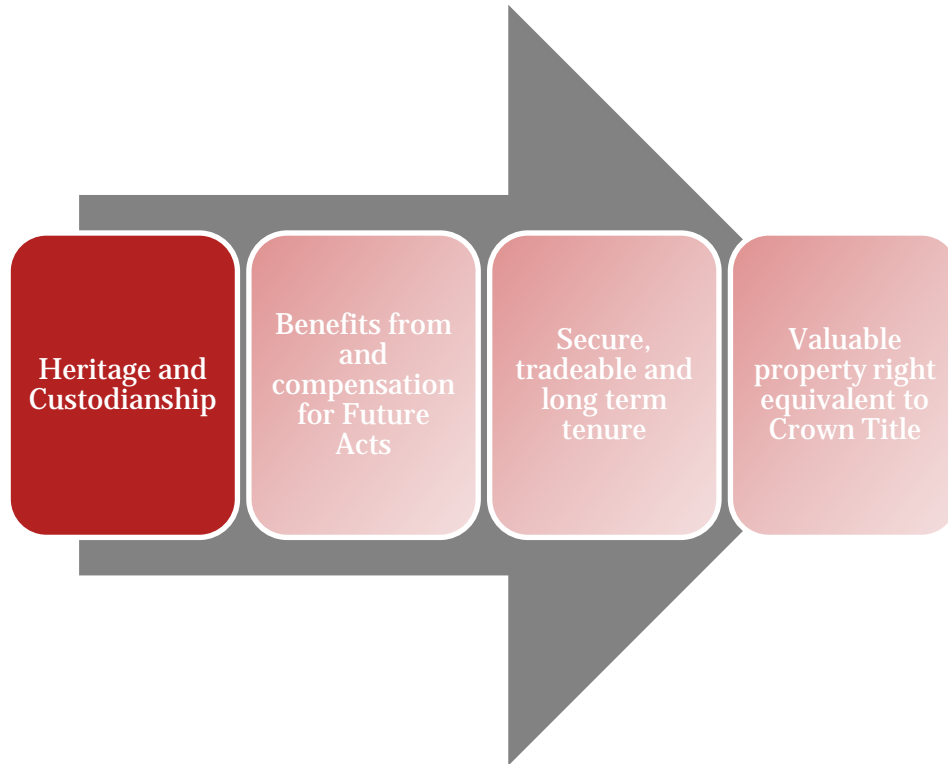 Heritage and
Custodianship
Benefits from
and
compensation
for Future
Acts
Secure,
tradeable and
long term
tenure
Valuable
property right
equivalent to
Crown Title